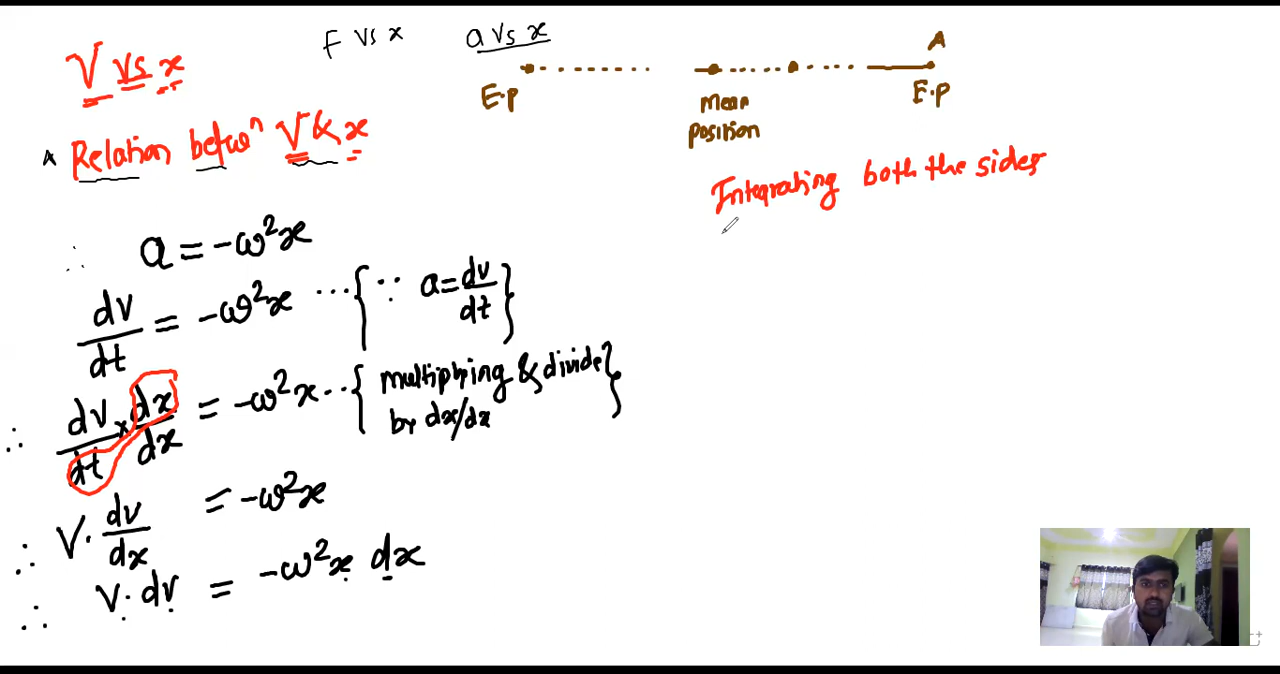 V vs x
F vs x
a vs x
A
E.p
mean
position
E.p
* Relation betwⁿ V & x
Integrating both the sides
∴ a = -ω²x
dv/dt = -ω²x ... { ∵ a = dv/dt }
∴ dv/dt × dx/dx = -ω²x .. { multiplying & divide
by dx/dx }
∴ V · dv/dx = -ω²x
∴ V · dv = -ω²x dx